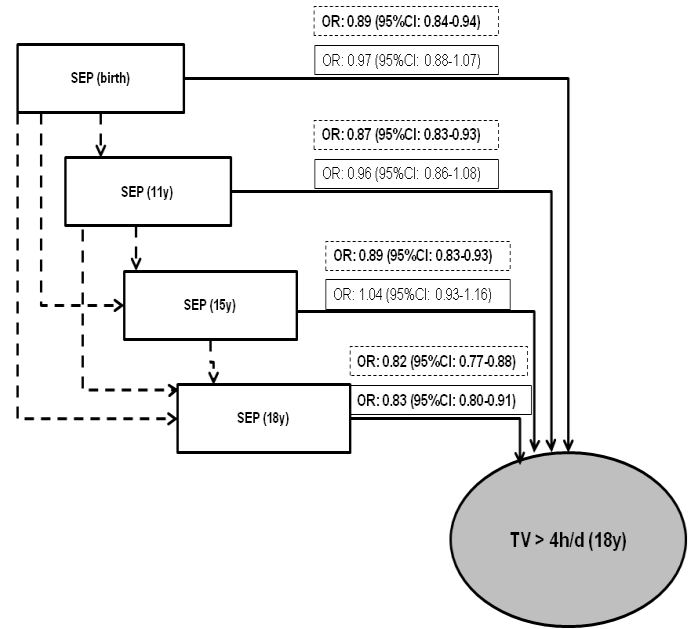 OR: 0.89 (95%CI: 0.84-0.94)
OR: 0.97 (95%CI: 0.88-1.07)
SEP (birth)
OR: 0.87 (95%CI: 0.83-0.93)
OR: 0.96 (95%CI: 0.86-1.08)
SEP (11y)
OR: 0.89 (95%CI: 0.83-0.93)
OR: 1.04 (95%CI: 0.93-1.16)
SEP (15y)
OR: 0.82 (95%CI: 0.77-0.88)
OR: 0.83 (95%CI: 0.80-0.91)
SEP (18y)
TV > 4h/d (18y)